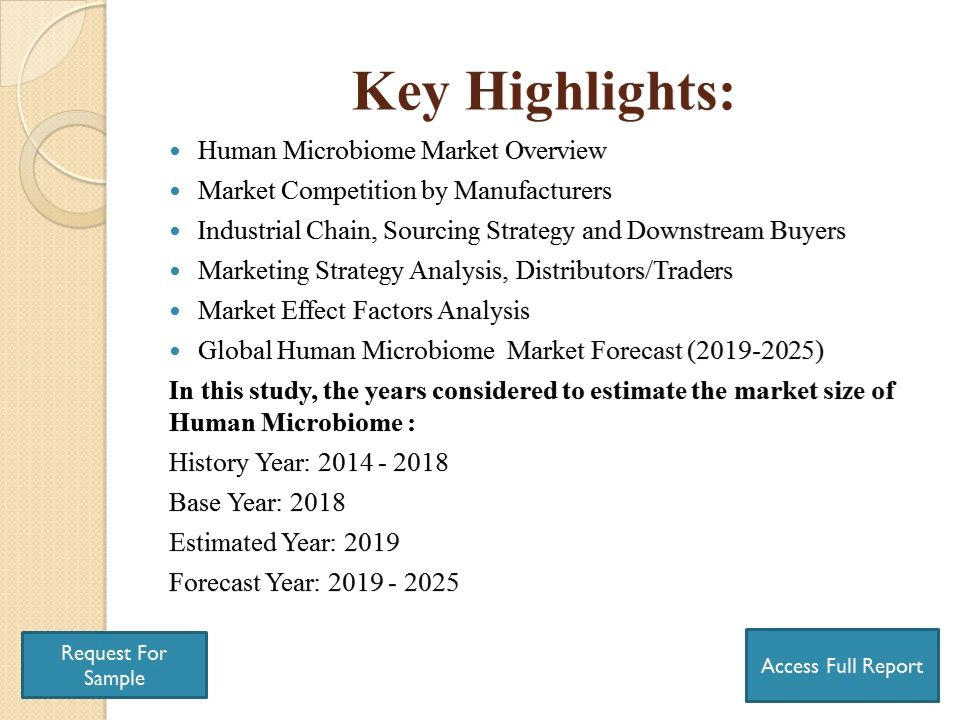 Key Highlights:
Human Microbiome Market Overview
Market Competition by Manufacturers
Industrial Chain, Sourcing Strategy and Downstream Buyers
Marketing Strategy Analysis, Distributors/Traders
Market Effect Factors Analysis
Global Human Microbiome  Market Forecast (2019-2025)
In this study, the years considered to estimate the market size of
Human Microbiome :
History Year: 2014 - 2018
Base Year: 2018
Estimated Year: 2019
Forecast Year: 2019 - 2025
Request For
Sample
Access Full Report